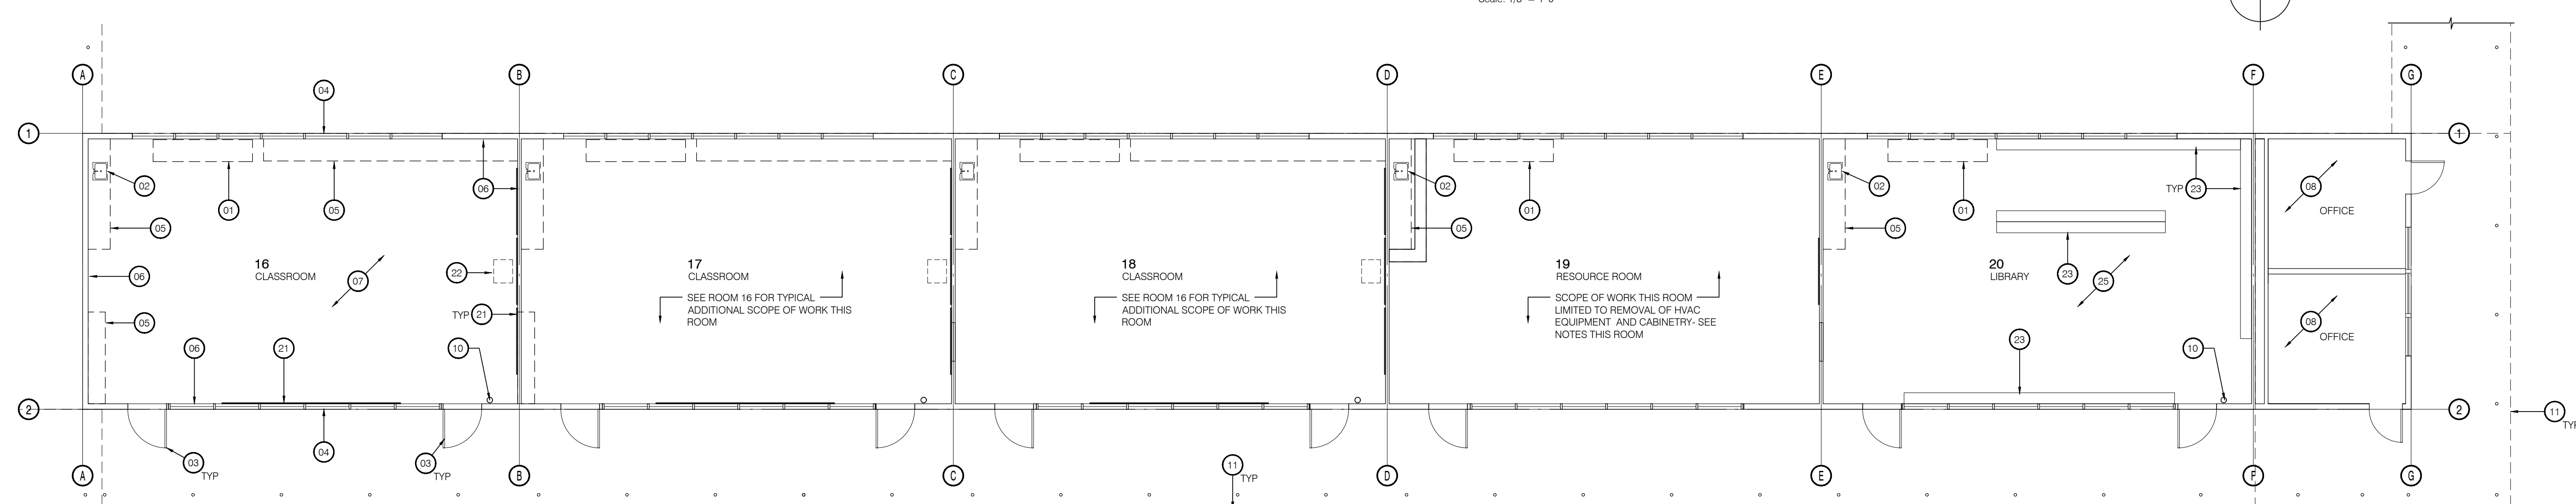 A
B
C
D
E
F
G
04
1
1
02
01
05
06
02
01
02
01
TYP 23
08
OFFICE
05
05
05
23
06
16
CLASSROOM
07
22
17
CLASSROOM
18
CLASSROOM
19
RESOURCE ROOM
20
LIBRARY
25
SEE ROOM 16 FOR TYPICAL
ADDITIONAL SCOPE OF WORK THIS
ROOM
SEE ROOM 16 FOR TYPICAL
ADDITIONAL SCOPE OF WORK THIS
ROOM
SCOPE OF WORK THIS ROOM
LIMITED TO REMOVAL OF HVAC
EQUIPMENT AND CABINETRY- SEE
NOTES THIS ROOM
05
TYP 21
08
OFFICE
06
21
10
23
10
2
2
11
TYP
03
TYP
04
03
TYP
11
TYP
A
B
C
D
E
F
G